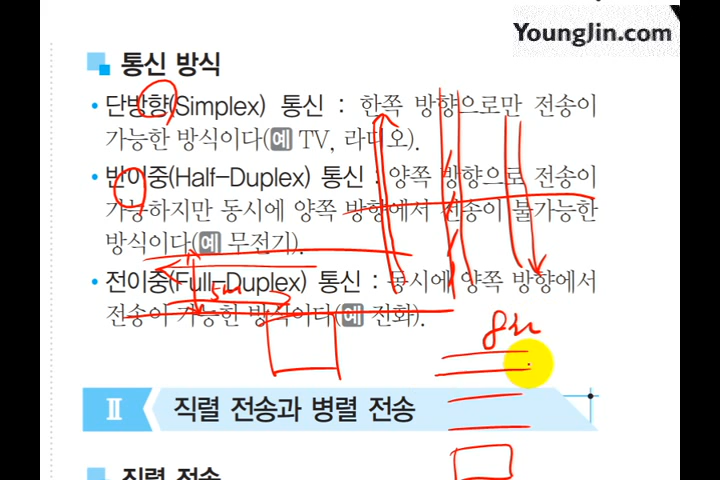 YoungJin.com
통신 방식
• 단방향(Simplex) 통신 : 한쪽 방향으로만 전송이
가능한 방식이다(예 TV, 라디오).
• 반이중(Half-Duplex) 통신 : 양쪽 방향으로 전송이
가능하지만 동시에 양쪽 방향에서 전송이 불가능한
방식이다(예 무전기).
• 전이중(Full-Duplex) 통신 : 동시에 양쪽 방향에서
5m
전송이 가능한 방식이다(예 전화).
8m
Ⅱ 직렬 전송과 병렬 전송
직렬 전송